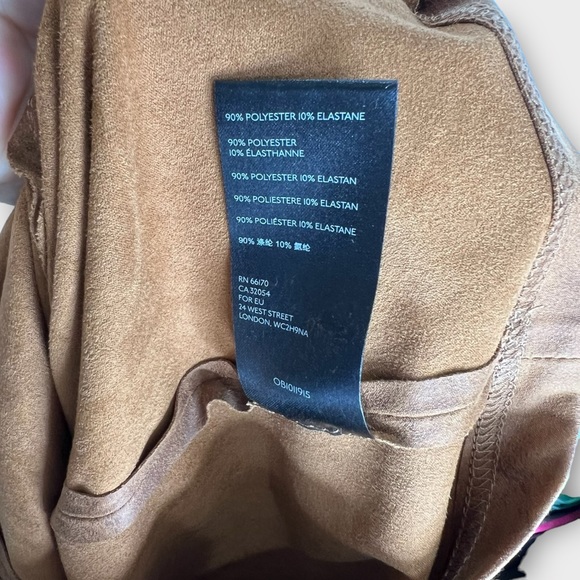 90% POLYESTER 10% ELASTANE
90% POLYESTER
10% ÉLASTHANNE
90% POLYESTER 10% ELASTAN
90% POLIESTERE 10% ELASTAN
90% POLIÉSTER 10% ELASTANE
90% 涤纶 10% 氨纶
RN 66170
CA 32054
FOR EU
24 WEST STREET
LONDON, WC2H9NA
OB1011915